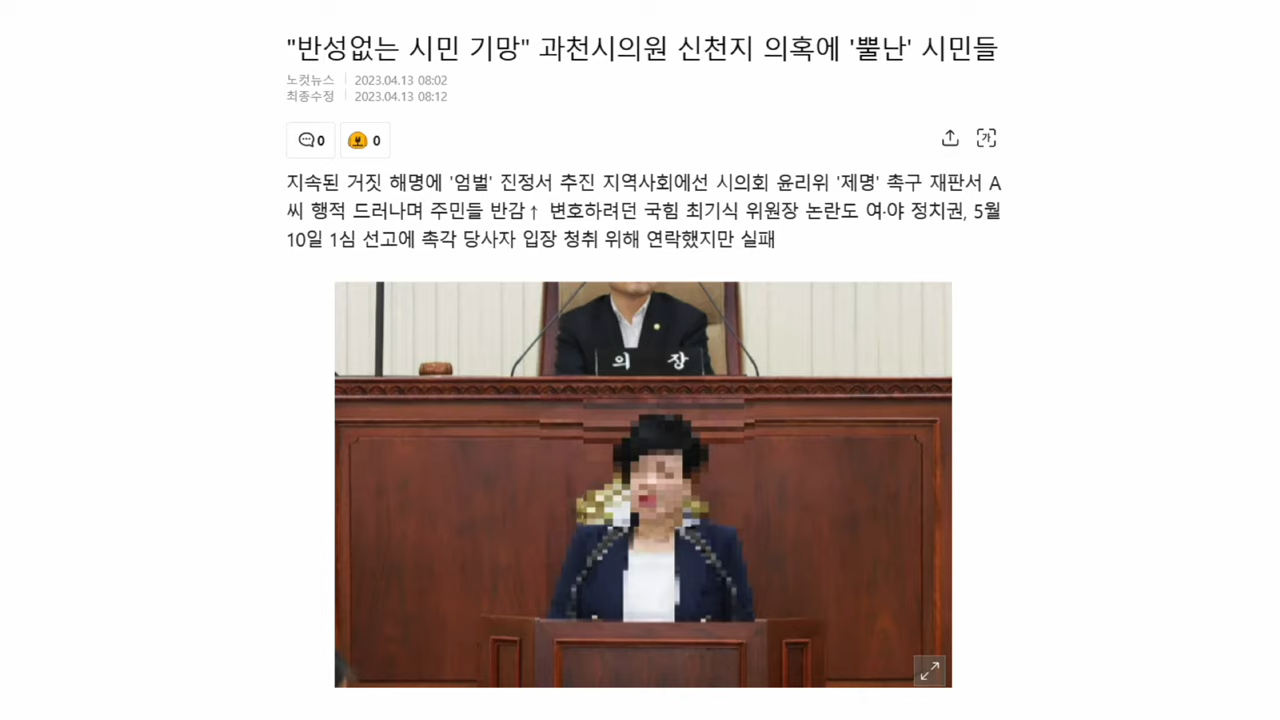 "반성없는 시민 기망" 과천시의원 신천지 의혹에 '뿔난' 시민들
노컷뉴스 2023.04.13 08:02
최종수정 2023.04.13 08:12
0 0
가
지속된 거짓 해명에 '엄벌' 진정서 추진 지역사회에선 시의회 윤리위 '제명' 촉구 재판서 A
씨 행적 드러나며 주민들 반감↑ 변호하려던 국힘 최기식 위원장 논란도 여·야 정치권, 5월
10일 1심 선고에 촉각 당사자 입장 청취 위해 연락했지만 실패
의 장